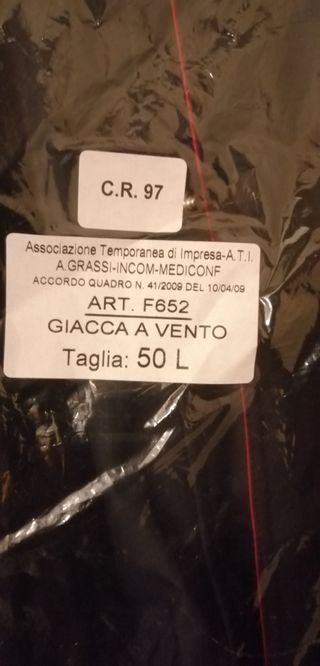 C.R. 97
Associazione Temporanea di Impresa-A.T.I.
A.GRASSI-INCOM-MEDICONF
ACCORDO QUADRO N. 41/2009 DEL 10/04/09
ART. F652
GIACCA A VENTO
Taglia: 50 L